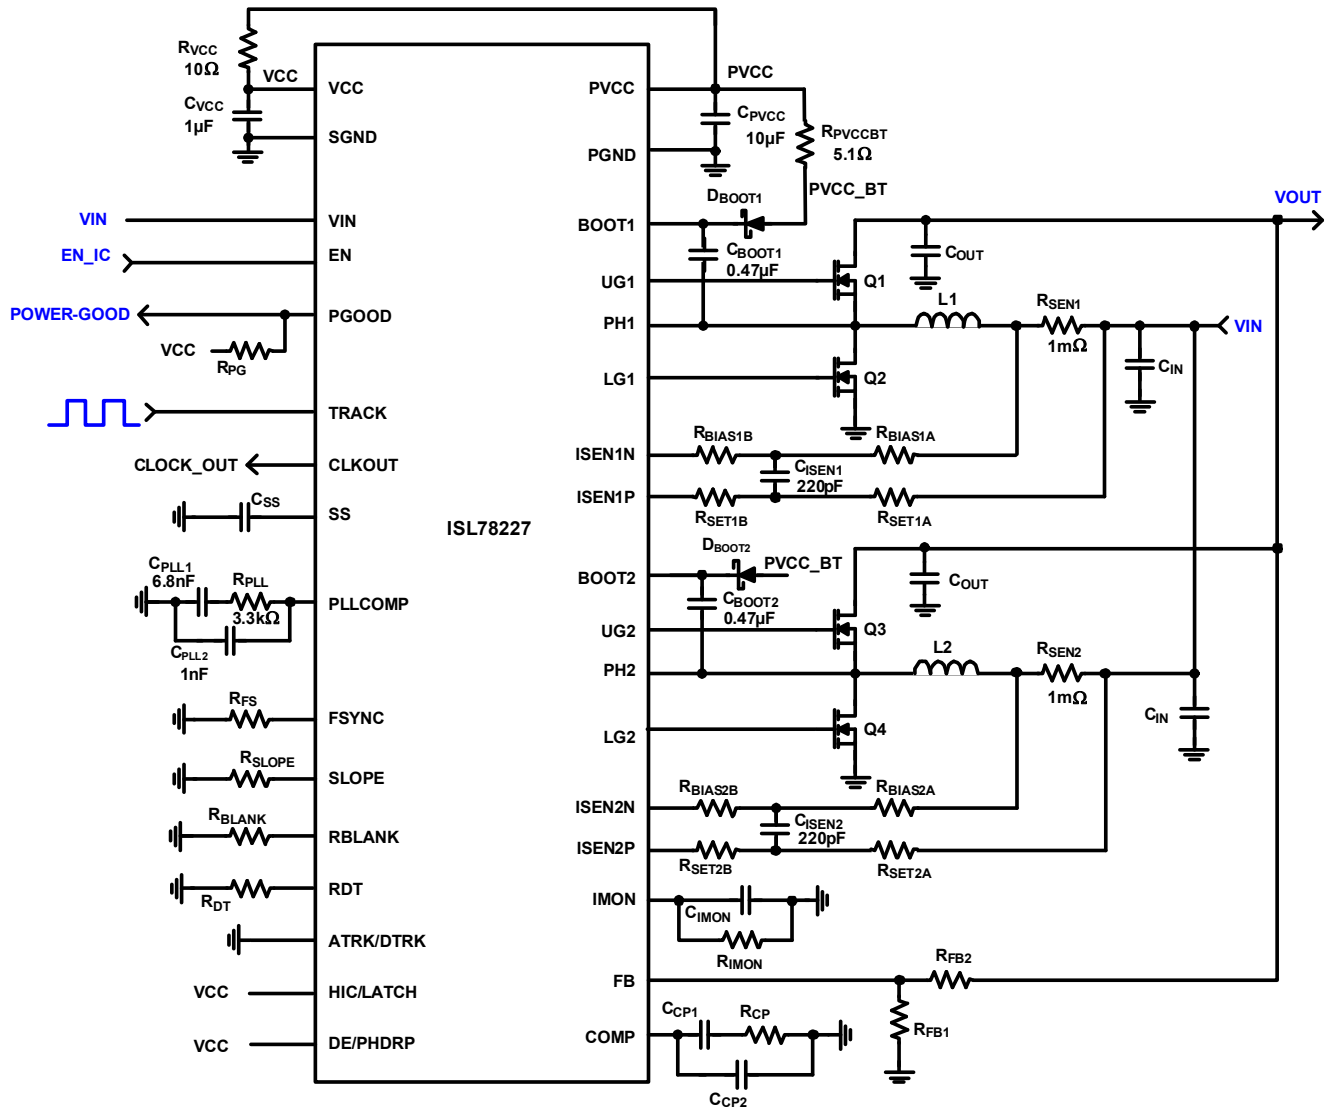 RVCC
10Ω
VCC
CVCC
1µF
VCC
SGND
VIN
VIN
EN_IC
EN
POWER-GOOD
PGOOD
VCC
RPG
TRACK
CLOCK_OUT
CLKOUT
CSS
SS
CPLL1
6.8nF
RPLL
3.3kΩ
PLLCOMP
CPLL2
1nF
RFS
FSYNC
RSLOPE
SLOPE
RBLANK
RBLANK
RDT
RDT
ATRK/DTRK
VCC
HIC/LATCH
VCC
DE/PHDRP
ISL78227
PVCC
PVCC
CPVCC
10µF
RPVCCBT
5.1Ω
PGND
PVCC_BT
DBOOT1
BOOT1
CBOOT1
0.47µF
VOUT
COUT
UG1
Q1
L1
RSEN1
1mΩ
PH1
VIN
CIN
LG1
Q2
RBIAS1B
RBIAS1A
ISEN1N
CISEN1
220pF
ISEN1P
RSET1B
RSET1A
DBOOT2
PVCC_BT
BOOT2
CBOOT2
0.47µF
COUT
UG2
Q3
L2
RSEN2
1mΩ
PH2
CIN
LG2
Q4
RBIAS2B
RBIAS2A
ISEN2N
CISEN2
220pF
ISEN2P
RSET2B
RSET2A
IMON
CIMON
RIMON
FB
RFB2
RFB1
CCP1
RCP
COMP
CCP2